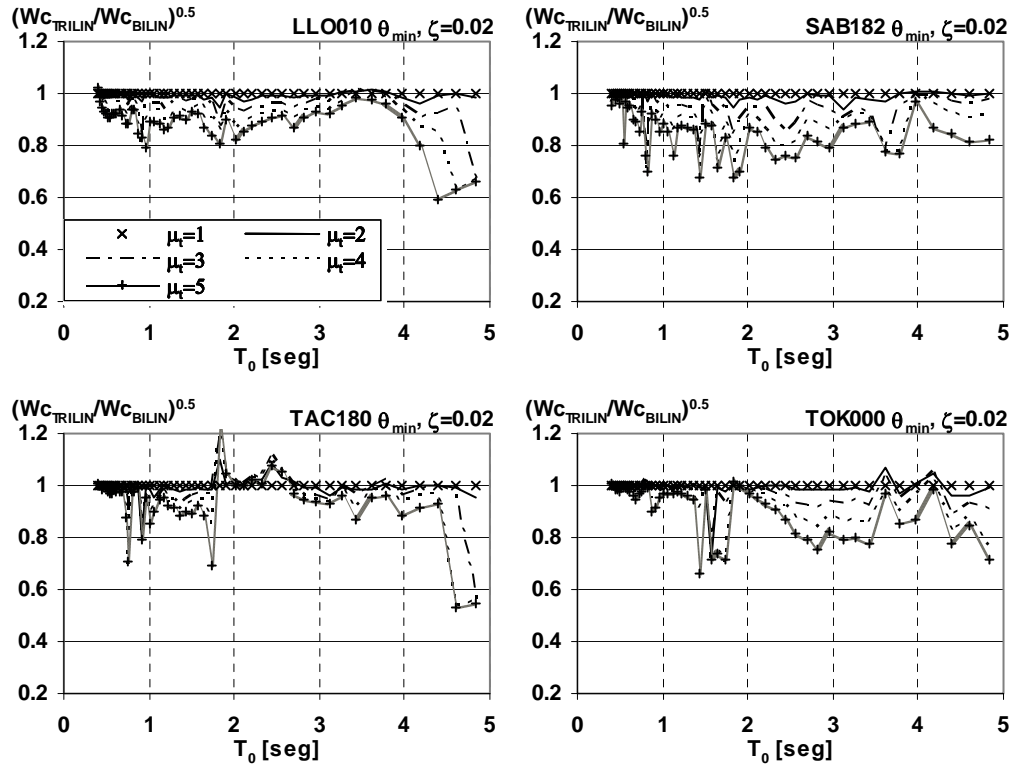 (Wc_TRILIN/Wc_BILIN)^0.5 LLO010 θ_min, ζ=0.02
1.2
1
0.8
0.6
0.4
0.2
μ_t=1 μ_t=2
μ_t=3 μ_t=4
μ_t=5
0 1 2 3 4 5
T_0 [seg]
(Wc_TRILIN/Wc_BILIN)^0.5 SAB182 θ_min, ζ=0.02
1.2
1
0.8
0.6
0.4
0.2
0 1 2 3 4 5
T_0 [seg]
(Wc_TRILIN/Wc_BILIN)^0.5 TAC180 θ_min, ζ=0.02
1.2
1
0.8
0.6
0.4
0.2
0 1 2 3 4 5
T_0 [seg]
(Wc_TRILIN/Wc_BILIN)^0.5 TOK000 θ_min, ζ=0.02
1.2
1
0.8
0.6
0.4
0.2
0 1 2 3 4 5
T_0 [seg]